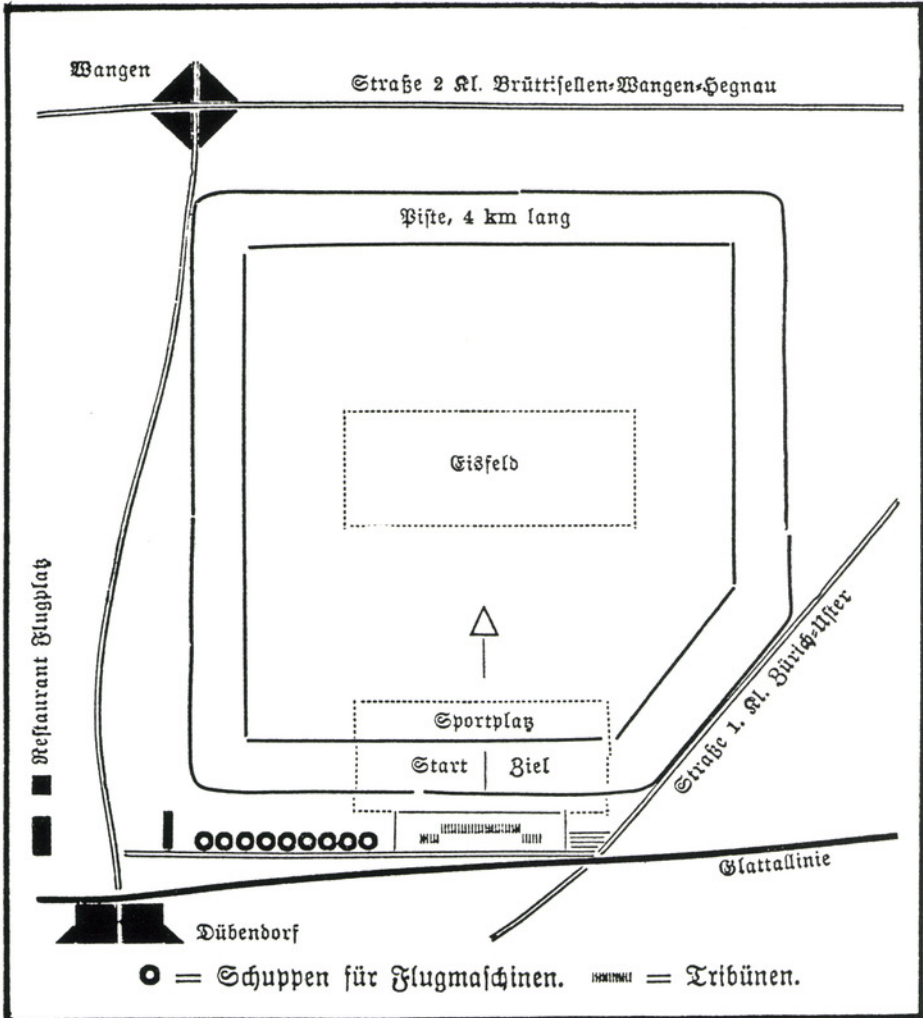 Wangen
Straße 2 Kl. Brüttisellen-Wangen-Hegnau
Piste, 4 km lang
Eisfeld
Restaurant Flugplatz
Straße 1. Kl. Zürich-Uster
Sportplatz
Start | Ziel
Glattallinie
Dübendorf
= Schuppen für Flugmaschinen. = Tribünen.